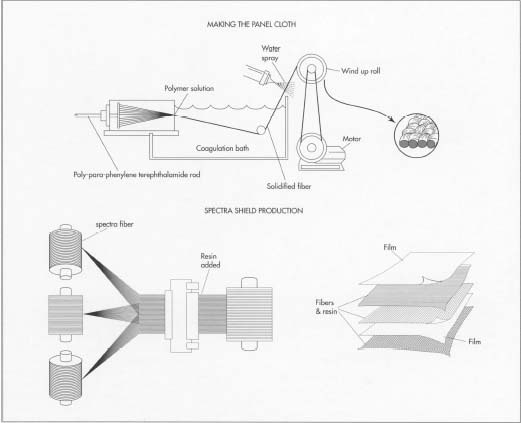 MAKING THE PANEL CLOTH
Water
spray
Wind up roll
Polymer solution
Motor
Coagulation bath
Poly-para-phenylene terephthalamide rod
Solidified fiber
SPECTRA SHIELD PRODUCTION
spectra fiber
Resin
added
Film
Fibers
& resin
Film